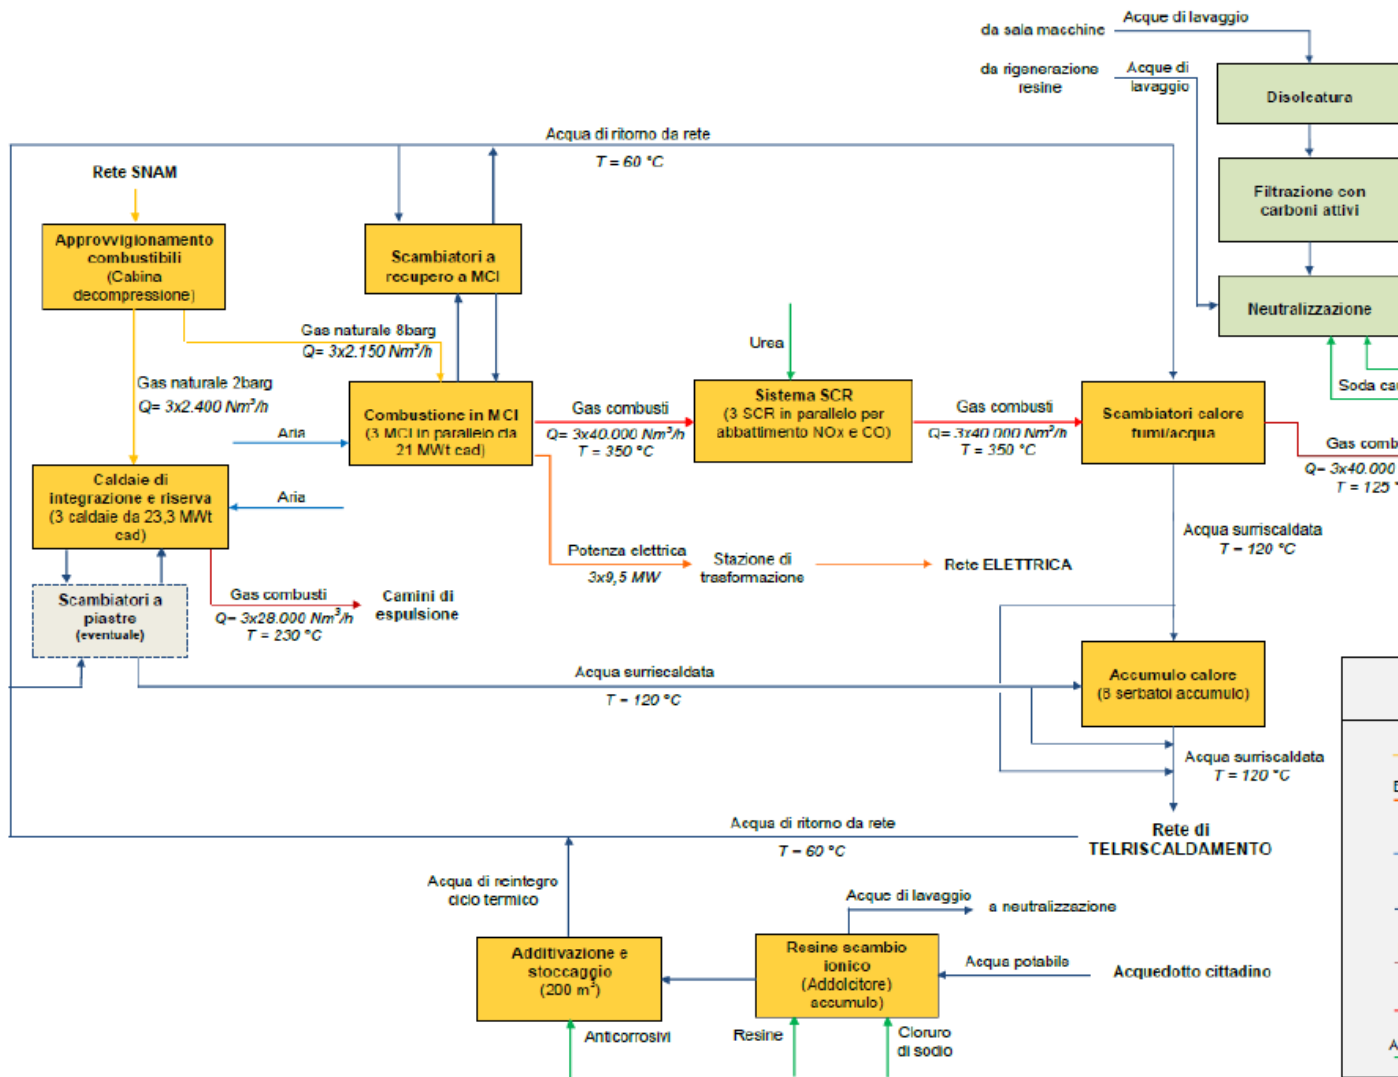 da sala macchine
Acque di lavaggio
da rigenerazione
resine
Acque di
lavaggio
Disoleatura
Filtrazione con
carboni attivi
Neutralizzazione
Acqua di ritorno da rete
T = 60 °C
Rete SNAM
Approvvigionamento
combustibili
(Cabina
decompressione)
Scambiatori a
recupero a MCI
Gas naturale 8barg
Q= 3x2.150 Nm³/h
Urea
Soda
Gas naturale 2barg
Q= 3x2.400 Nm³/h
Combustione in MCI
(3 MCI in parallelo da
21 MWt cad)
Gas combusti
Q= 3x40.000 Nm³/h
T = 350 °C
Sistema SCR
(3 SCR in parallelo per
abbattimento NOx e CO)
Gas combusti
Q= 3x40.000 Nm³/h
T = 350 °C
Scambiatori calore
fumi/acqua
Gas comb
Q= 3x40.000
T = 125 °
Aria
Caldaie di
integrazione e riserva
(3 caldaie da 23,3 MWt
cad)
Aria
Acqua surriscaldata
T = 120 °C
Potenza elettrica
3x9,5 MW
Stazione di
trasformazione
Rete ELETTRICA
Scambiatori a
piastre
(eventuale)
Gas combusti
Q= 3x28.000 Nm³/h
T = 230 °C
Camini di
espulsione
Acqua surriscaldata
T = 120 °C
Accumulo calore
(8 serbatoi accumulo)
Acqua surriscaldata
T = 120 °C
Acqua di ritorno da rete
T = 60 °C
Rete di
TELRISCALDAMENTO
Acqua di reintegro
ciclo termico
Acque di lavaggio
a neutralizzazione
Additivazione e
stoccaggio
(200 m³)
Resine scambio
ionico
(Addolcitore)
accumulo)
Acqua potabile
Acquedotto cittadino
Anticorrosivi
Resine
Cloruro
di sodio